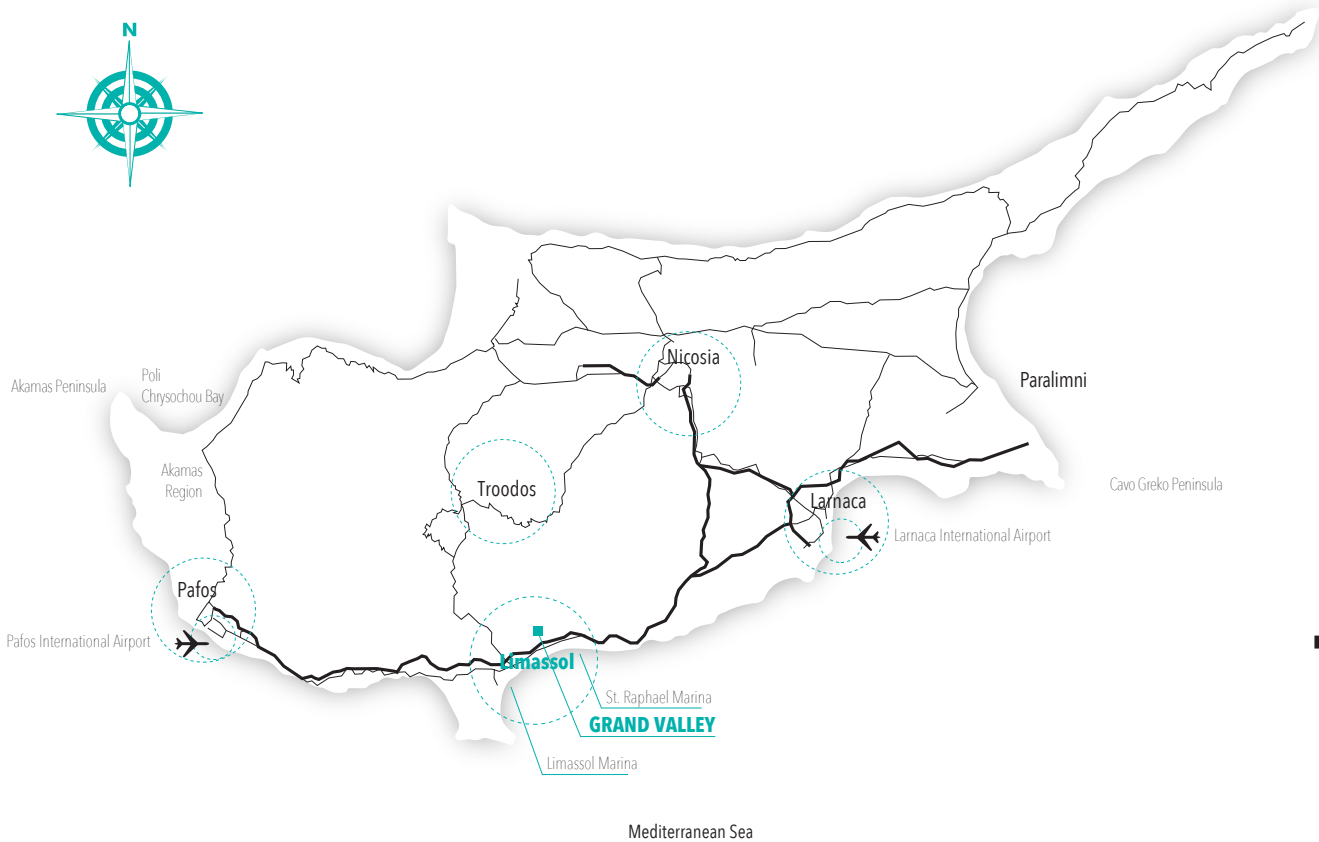 N
Nicosia
Poli
Chrysochou Bay
Akamas Peninsula
Paralimni
Akamas
Region
Troodos
Cavo Greko Peninsula
Larnaca
Larnaca International Airport
Pafos
Pafos International Airport
Limassol
St. Raphael Marina
GRAND VALLEY
Limassol Marina
Mediterranean Sea